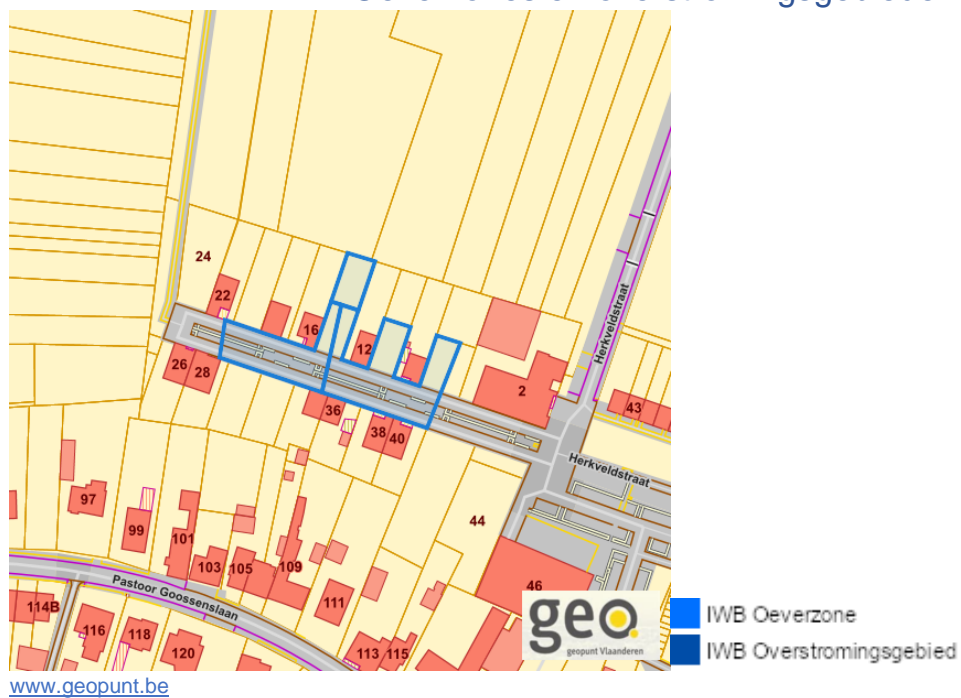 24
22
16
12
26
28
36
38
40
2
Herkveldstraat
43
Herkveldstraat
44
46
97
99
101
103
105
109
111
113
115
Pastoor Goossenslaan
114B
116
118
120
geo
geopunt Vlaanderen
IWB Oeverzone
IWB Overstromingsgebied
www.geopunt.be